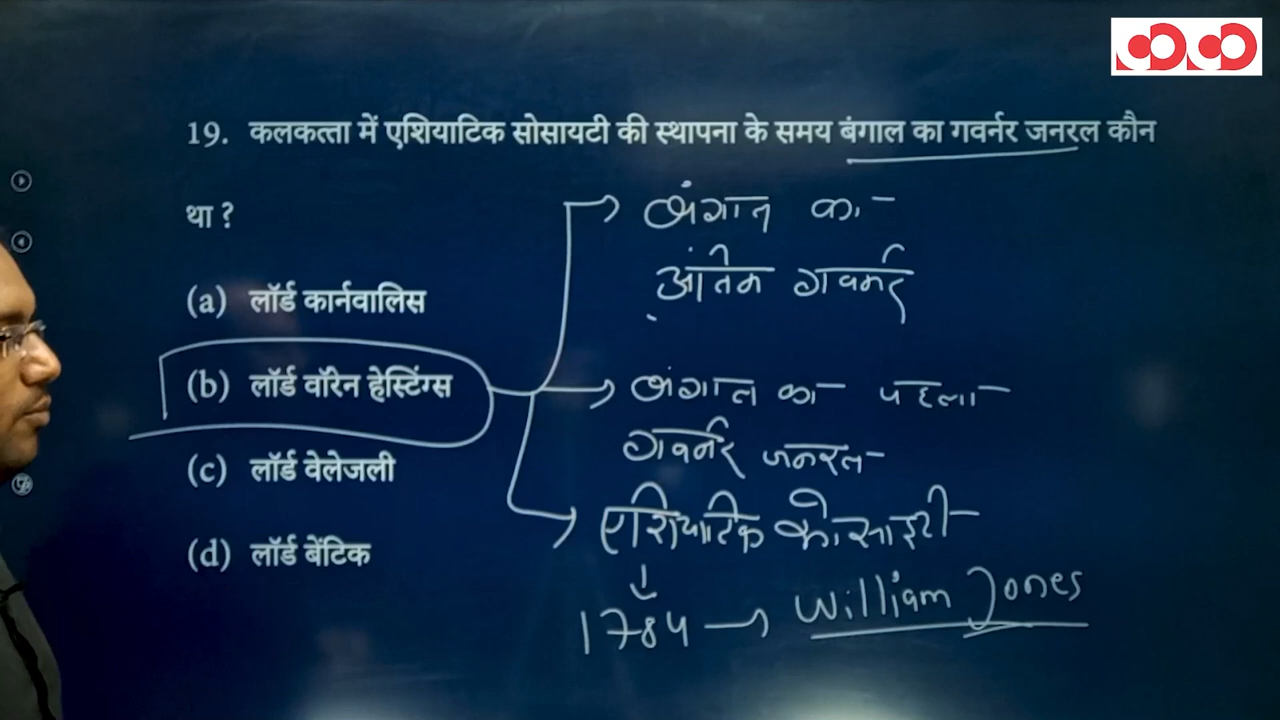 19. कलकत्ता में एशियाटिक सोसायटी की स्थापना के समय बंगाल का गवर्नर जनरल कौन
था ?
(a) लॉर्ड कार्नवालिस
(b) लॉर्ड वॉरेन हेस्टिंग्स
(c) लॉर्ड वेलेजली
(d) लॉर्ड बेंटिक
बंगाल का
अंतिम गवर्नर
बंगाल का पहला
गवर्नर जनरल
एशियाटिक सोसाइटी
1784 → William Jones